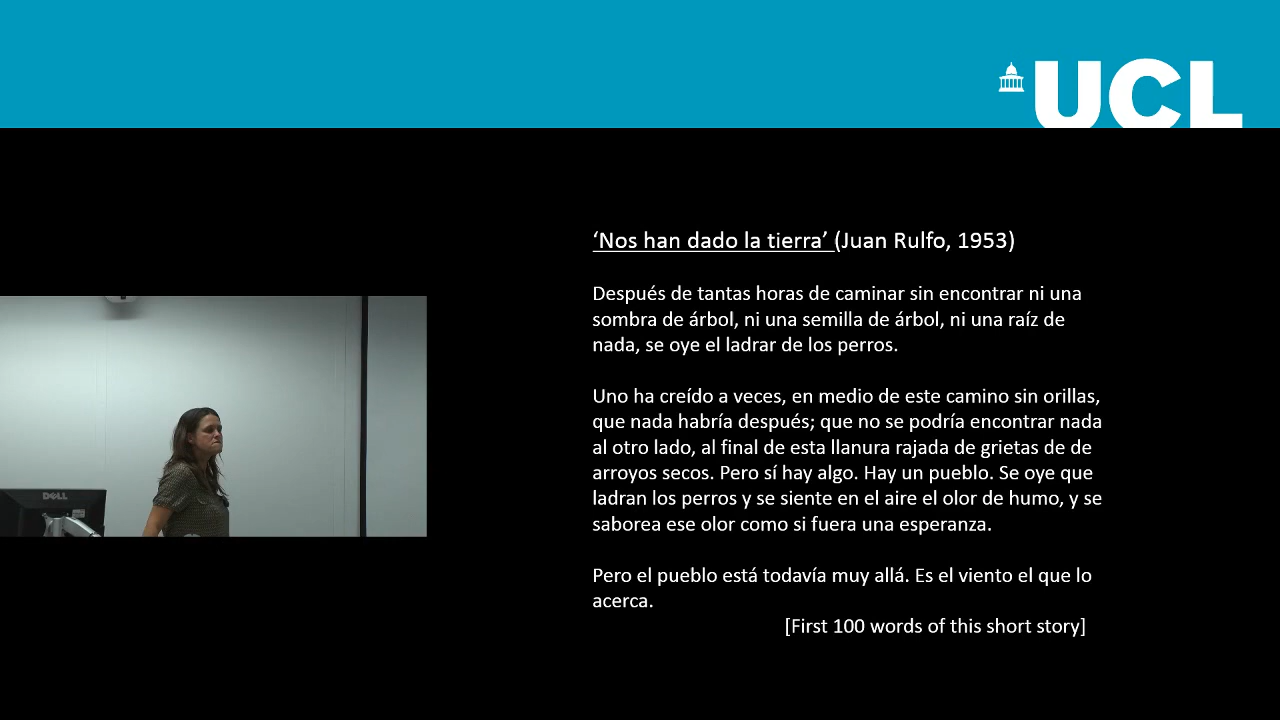 UCL
‘Nos han dado la tierra’ (Juan Rulfo, 1953)
Después de tantas horas de caminar sin encontrar ni una
sombra de árbol, ni una semilla de árbol, ni una raíz de
nada, se oye el ladrar de los perros.
Uno ha creído a veces, en medio de este camino sin orillas,
que nada habría después; que no se podría encontrar nada
al otro lado, al final de esta llanura rajada de grietas de de
arroyos secos. Pero sí hay algo. Hay un pueblo. Se oye que
ladran los perros y se siente en el aire el olor de humo, y se
saborea ese olor como si fuera una esperanza.
Pero el pueblo está todavía muy allá. Es el viento el que lo
acerca.
[First 100 words of this short story]
DELL